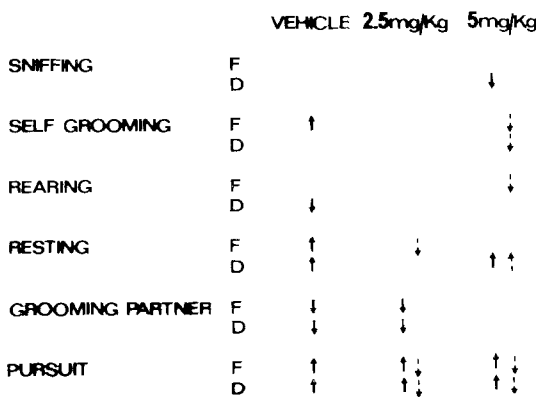 VEHICLE 2.5mg/Kg 5mg/Kg
SNIFFING F
D ↓
SELF GROOMING F ↑ ⇣
D ⇣
REARING F ⇣
D ↓
RESTING F ↑ ⇣
D ↑ ↑ ⇡
GROOMING PARTNER F ↓ ↓
D ↓ ↓
PURSUIT F ↑ ↑ ⇣ ↑ ⇣
D ↑ ↑ ⇣ ↑ ⇣